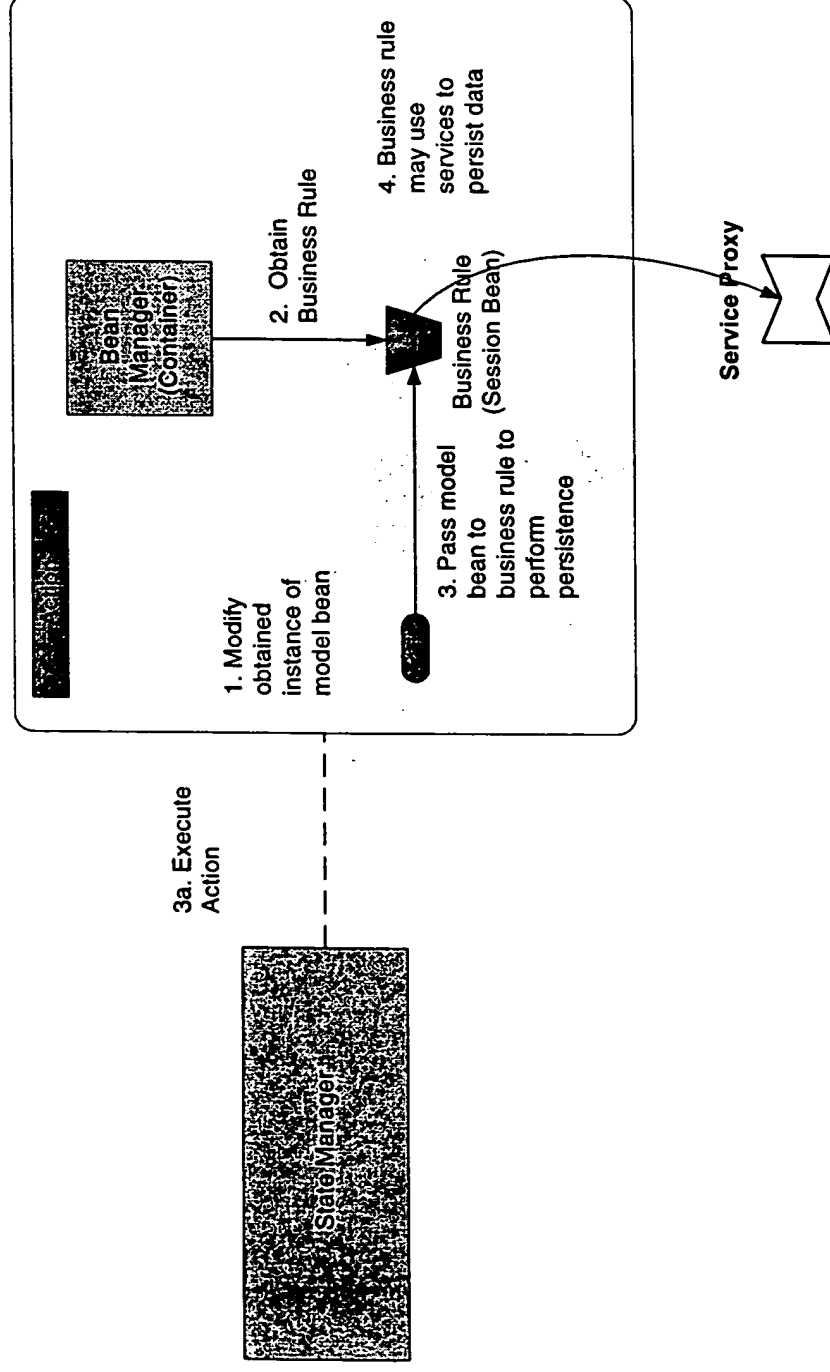 State Manager
3a. Execute
Action
Action
1. Modify
obtained
instance of
model bean
Bean
Manager
(Container)
2. Obtain
Business Rule
3. Pass model
bean to
business rule to
perform
persistence
Business Rule
(Session Bean)
4. Business rule
may use
services to
persist data
Service Proxy